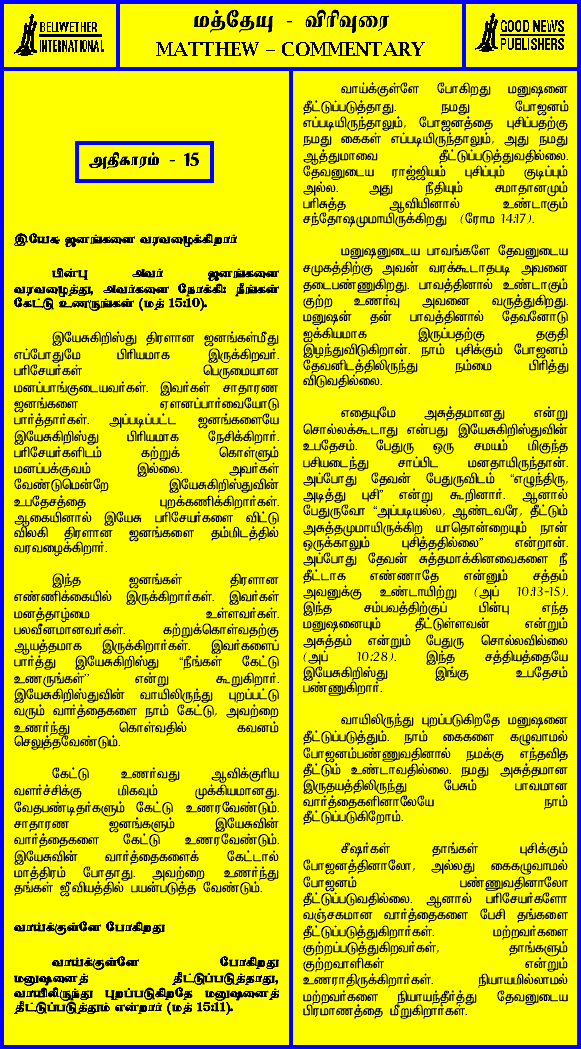 BELIWETHER
INTERNATIONAL
மத்தேயு - விரிவுரை
MATTHEW – COMMENTARY
GOOD NEWS
PUBLISHERS
அதிகாரம் - 15
இயேசு ஜனங்களை வரவழைக்கிறார்
பின்பு அவர் ஜனங்களை
வரவழைத்து, அவர்களை நோக்கி: நீங்கள்
கேட்டு உணருங்கள் (மத் 15:10).
இயேசுகிறிஸ்து திரளான ஜனங்கள்மீது
எப்போதுமே பிரியமாக இருக்கிறவர்.
பரிசேயர்கள் பெருமையான
மனப்பாங்குடையவர்கள். இவர்கள் சாதாரண
ஜனங்களை ஏளனப்பார்வையோடு
பார்த்தார்கள். அப்படிப்பட்ட ஜனங்களையே
இயேசுகிறிஸ்து பிரியமாக நேசிக்கிறார்.
பரிசேயர்களிடம் கற்றுக் கொள்ளும்
மனப்பக்குவம் இல்லை. அவர்கள்
வேண்டுமென்றே இயேசுகிறிஸ்துவின்
உபதேசத்தை புறக்கணிக்கிறார்கள்.
ஆகையினால் இயேசு பரிசேயர்களை விட்டு
விலகி திரளான ஜனங்களை தம்மிடத்தில்
வரவழைக்கிறார்.
இந்த ஜனங்கள் திரளான
எண்ணிக்கையில் இருக்கிறார்கள். இவர்கள்
மனத்தாழ்மை உள்ளவர்கள்.
பலவீனமானவர்கள். கற்றுக்கொள்வதற்கு
ஆயத்தமாக இருக்கிறார்கள். இவர்களைப்
பார்த்து இயேசுகிறிஸ்து “நீங்கள் கேட்டு
உணருங்கள்” என்று கூறுகிறார்.
இயேசுகிறிஸ்துவின் வாயிலிருந்து புறப்பட்டு
வரும் வார்த்தைகளை நாம் கேட்டு, அவற்றை
உணர்ந்து கொள்வதில் கவனம்
செலுத்தவேண்டும்.
கேட்டு உணர்வது ஆவிக்குரிய
வளர்ச்சிக்கு மிகவும் முக்கியமானது.
வேதபண்டிதர்களும் கேட்டு உணரவேண்டும்.
சாதாரண ஜனங்களும் இயேசுவின்
வார்த்தைகளை கேட்டு உணரவேண்டும்.
இயேசுவின் வார்த்தைகளைக் கேட்டால்
மாத்திரம் போதாது. அவற்றை உணர்ந்து
தங்கள் ஜீவியத்தில் பயன்படுத்த வேண்டும்.
வாய்க்குள்ளே போகிறது
வாய்க்குள்ளே போகிறது
மனுஷனைத் தீட்டுப்படுத்தாது,
வாயிலிருந்து புறப்படுகிறதே மனுஷனைத்
தீட்டுப்படுத்தும் என்றார் (மத் 15:11).
வாய்க்குள்ளே போகிறது மனுஷனை
தீட்டுப்படுத்தாது. நமது போஜனம்
எப்படியிருந்தாலும், போஜனத்தை புசிப்பதற்கு
நமது கைகள் எப்படியிருந்தாலும், அது நமது
ஆத்துமாவை தீட்டுப்படுத்துவதில்லை.
தேவனுடைய ராஜ்ஜியம் புசிப்பும் குடிப்பும்
அல்ல. அது நீதியும் சமாதானமும்
பரிசுத்த ஆவியினால் உண்டாகும்
சந்தோஷமுமாயிருக்கிறது (ரோம 14:17).
மனுஷனுடைய பாவங்களே தேவனுடைய
சமுகத்திற்கு அவன் வரக்கூடாதபடி அவனை
தடைபண்ணுகிறது. பாவத்தினால் உண்டாகும்
குற்ற உணர்வு அவனை வருத்துகிறது.
மனுஷன் தன் பாவத்தினால் தேவனோடு
ஐக்கியமாக இருப்பதற்கு தகுதி
இழந்துவிடுகிறான். நாம் புசிக்கும் போஜனம்
தேவனிடத்திலிருந்து நம்மை பிரித்து
விடுவதில்லை.
எதையுமே அசுத்தமானது என்று
சொல்லக்கூடாது என்பது இயேசுகிறிஸ்துவின்
உபதேசம். பேதுரு ஒரு சமயம் மிகுந்த
பசியடைந்து சாப்பிட மனதாயிருந்தான்.
அப்போது தேவன் பேதுருவிடம் “எழுந்திரு,
அடித்து புசி” என்று கூறினார். ஆனால்
பேதுருவோ “அப்படியல்ல, ஆண்டவரே, தீட்டும்
அசுத்தமுமாயிருக்கிற யாதொன்றையும் நான்
ஒருக்காலும் புசித்ததில்லை” என்றான்.
அப்போது தேவன் சுத்தமாக்கினவைகளை நீ
தீட்டாக எண்ணாதே என்னும் சத்தம்
அவனுக்கு உண்டாயிற்று (அப் 10:13-15).
இந்த சம்பவத்திற்குப் பின்பு எந்த
மனுஷனையும் தீட்டுள்ளவன் என்றும்
அசுத்தம் என்றும் பேதுரு சொல்லவில்லை
(அப் 10:28). இந்த சத்தியத்தையே
இயேசுகிறிஸ்து இங்கு உபதேசம்
பண்ணுகிறார்.
வாயிலிருந்து புறப்படுகிறதே மனுஷனை
தீட்டுப்படுத்தும். நாம் கைகளை கழுவாமல்
போஜனம்பண்ணுவதினால் நமக்கு எந்தவித
தீட்டும் உண்டாவதில்லை. நமது அசுத்தமான
இருதயத்திலிருந்து பேசும் பாவமான
வார்த்தைகளினாலேயே நாம்
தீட்டுப்படுகிறோம்.
சீஷர்கள் தாங்கள் புசிக்கும்
போஜனத்தினாலோ, அல்லது கைகழுவாமல்
போஜனம் பண்ணுவதினாலோ
தீட்டுப்படுவதில்லை. ஆனால் பரிசேயர்களோ
வஞ்சகமான வார்த்தைகளை பேசி தங்களை
தீட்டுப்படுத்துகிறார்கள். மற்றவர்களை
குற்றப்படுத்துகிறவர்கள், தாங்களும்
குற்றவாளிகள் என்றும்
உணராதிருக்கிறார்கள். நியாயமில்லாமல்
மற்றவர்களை நியாயந்தீர்த்து தேவனுடைய
பிரமாணத்தை மீறுகிறார்கள்.